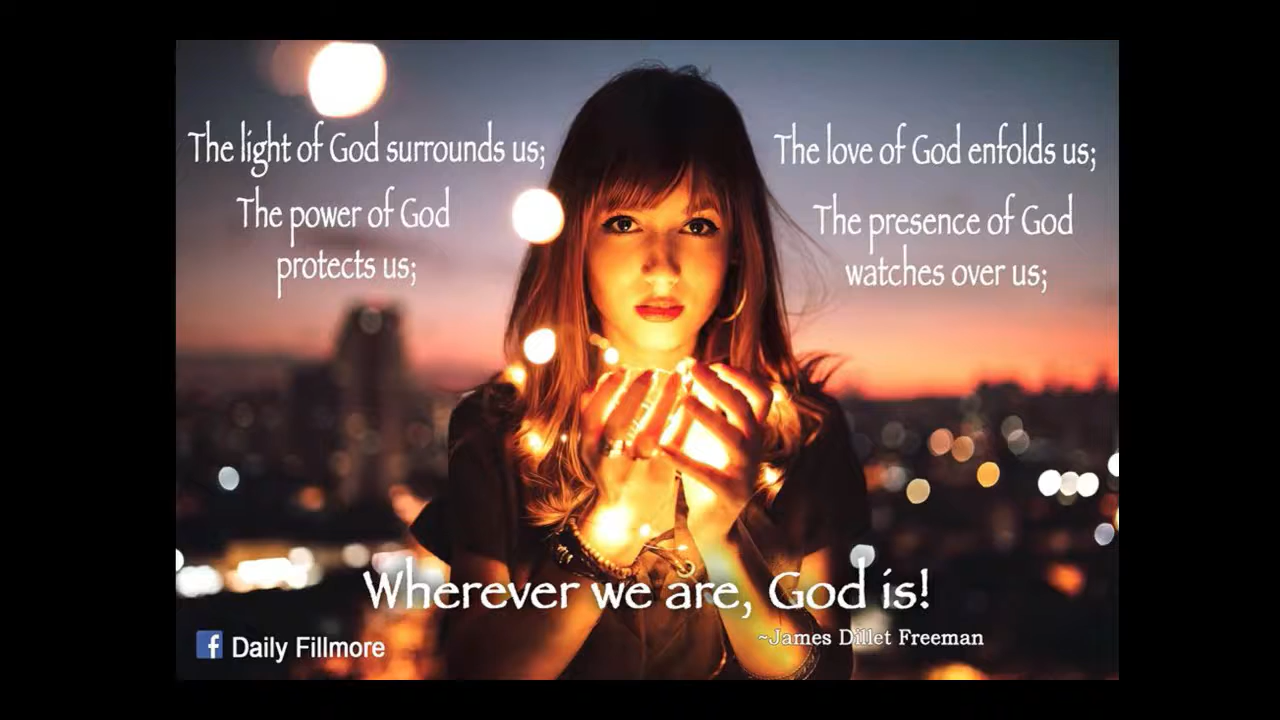 The light of God surrounds us;
The power of God
protects us;
The love of God enfolds us;
The presence of God
watches over us;
Wherever we are, God is!
~James Dillet Freeman
f Daily Fillmore